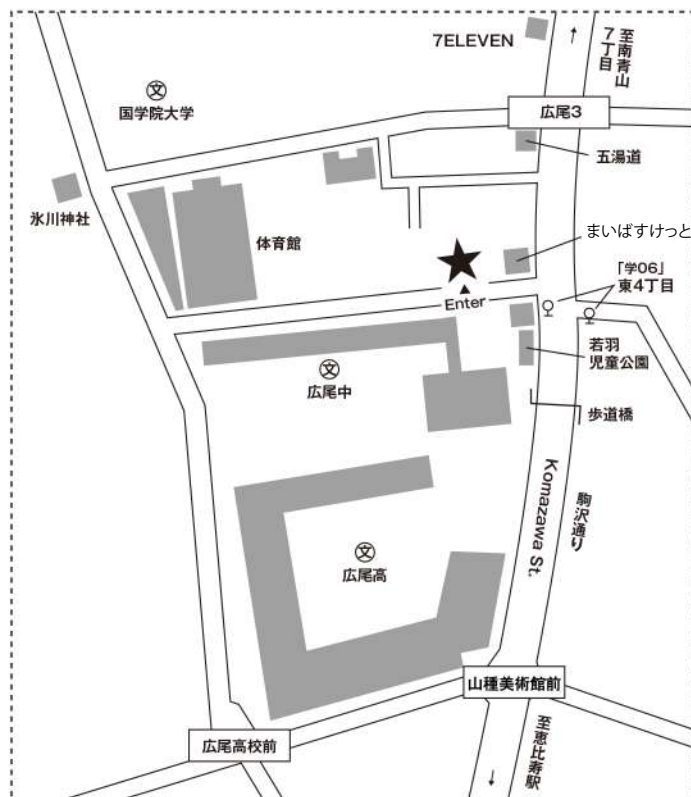 7ELEVEN
至南青山
7丁目
国学院大学
広尾3
五湯道
氷川神社
体育館
まいばすけっと
「学06」
東4丁目
Enter
若羽
児童公園
広尾中
歩道橋
Komazawa St.
駒沢通り
広尾高
山種美術館前
広尾高校前
至恵比寿駅